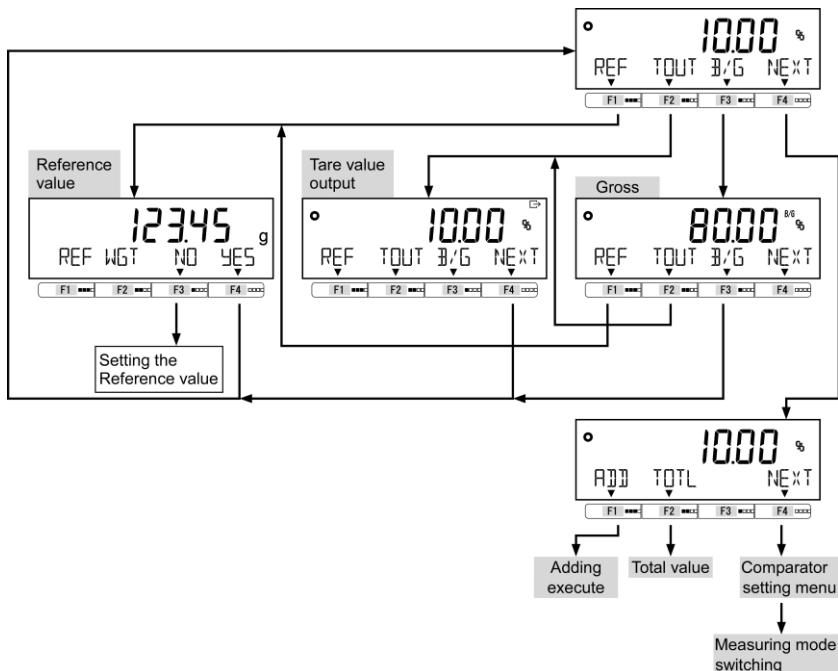 10.00 %
REF TOUT B/G NEXT
F1 F2 F3 F4
Reference
value
123.45 g
REF WGT NO YES
F1 F2 F3 F4
Setting the
Reference value
Tare value
output
10.00 %
REF TOUT B/G NEXT
F1 F2 F3 F4
Gross
B/G
80.00 %
REF TOUT B/G NEXT
F1 F2 F3 F4
10.00 %
ADD TOTL NEXT
F1 F2 F3 F4
Adding
execute
Total value
Comparator
setting menu
Measuring mode
switching